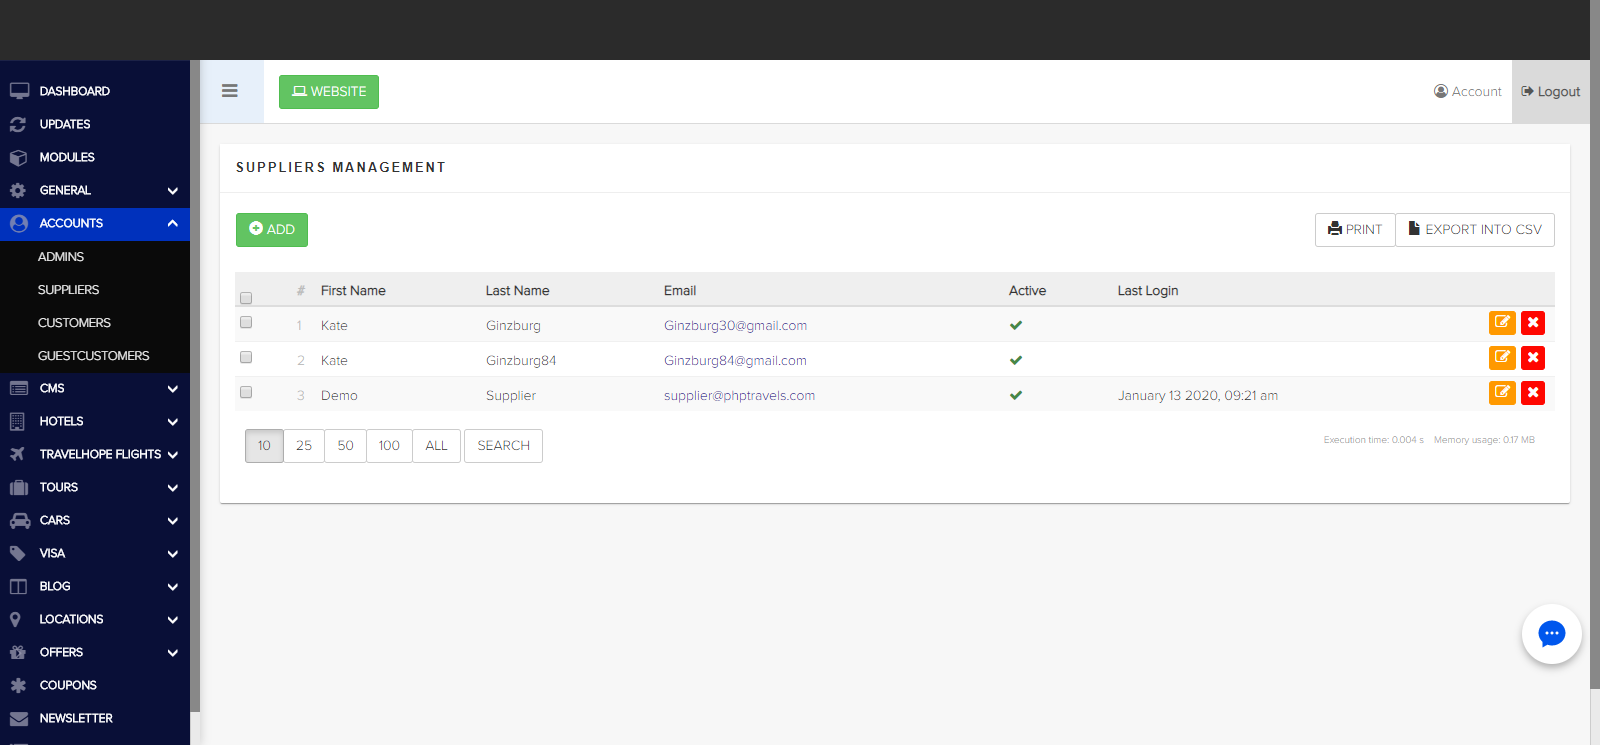 WEBSITE
Account
Logout
DASHBOARD
UPDATES
MODULES
GENERAL
ACCOUNTS
ADMINS
SUPPLIERS
CUSTOMERS
GUESTCUSTOMERS
CMS
HOTELS
TRAVELHOPE FLIGHTS
TOURS
CARS
VISA
BLOG
LOCATIONS
OFFERS
COUPONS
NEWSLETTER
SUPPLIERS MANAGEMENT
ADD
PRINT
EXPORT INTO CSV
# First Name Last Name Email Active Last Login
1 Kate Ginzburg Ginzburg30@gmail.com
2 Kate Ginzburg84 Ginzburg84@gmail.com
3 Demo Supplier supplier@phptravels.com January 13 2020, 09:21 am
10 25 50 100 ALL SEARCH
Execution time: 0.004 s Memory usage: 0.17 MB